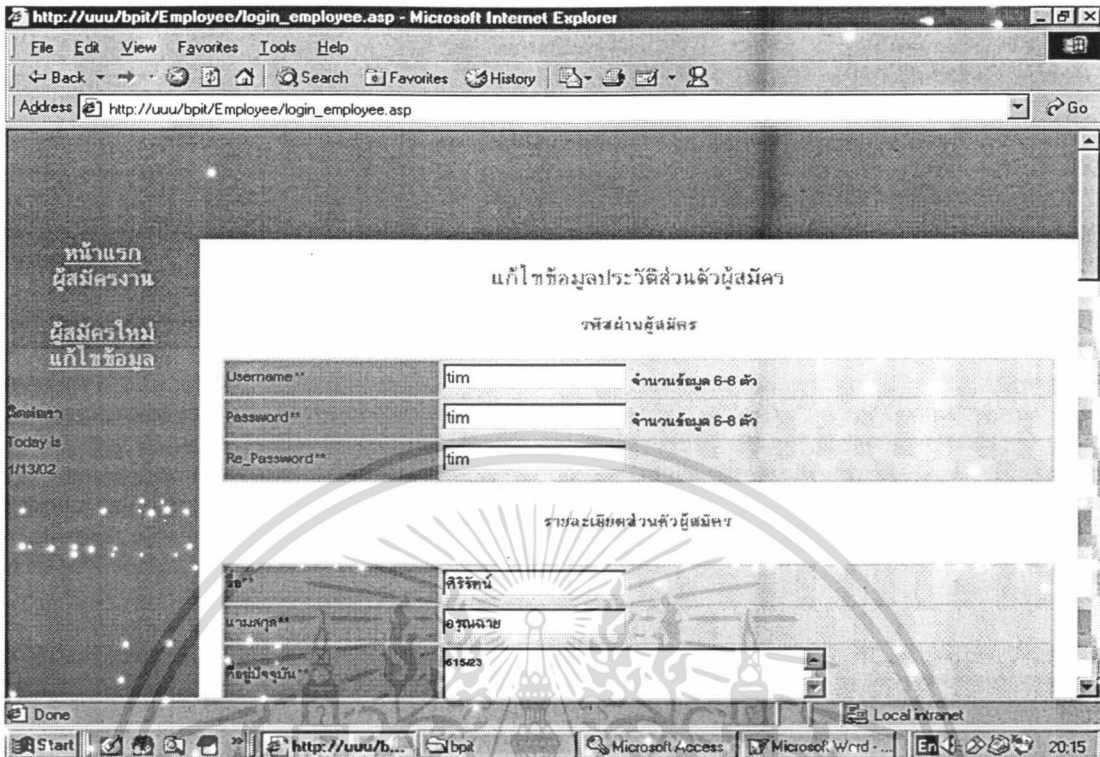 http://uuu/bpit/Employee/login_employee.asp - Microsoft Internet Explorer
File Edit View Favorites Tools Help
Back Search Favorites History
Address http://uuu/bpit/Employee/login_employee.asp Go
หน้าแรก
ผู้สมัครงาน
ผู้สมัครใหม่
แก้ไขข้อมูล
ติดต่อเรา
Today is
1/13/02
แก้ไขข้อมูลประวัติส่วนตัวผู้สมัคร
รหัสผ่านผู้สมัคร
Username** tim จำนวนข้อมูล 6-8 ตัว
Password** tim จำนวนข้อมูล 6-8 ตัว
Re_Password** tim
รายละเอียดส่วนตัวผู้สมัคร
ชื่อ** ศิริรัตน์
นามสกุล** อรุณฉาย
ที่อยู่ปัจจุบัน** 615/23
Done Local intranet
Start http://uuu/b... bpit Microsoft Access Microsoft Word - ... En 20:15